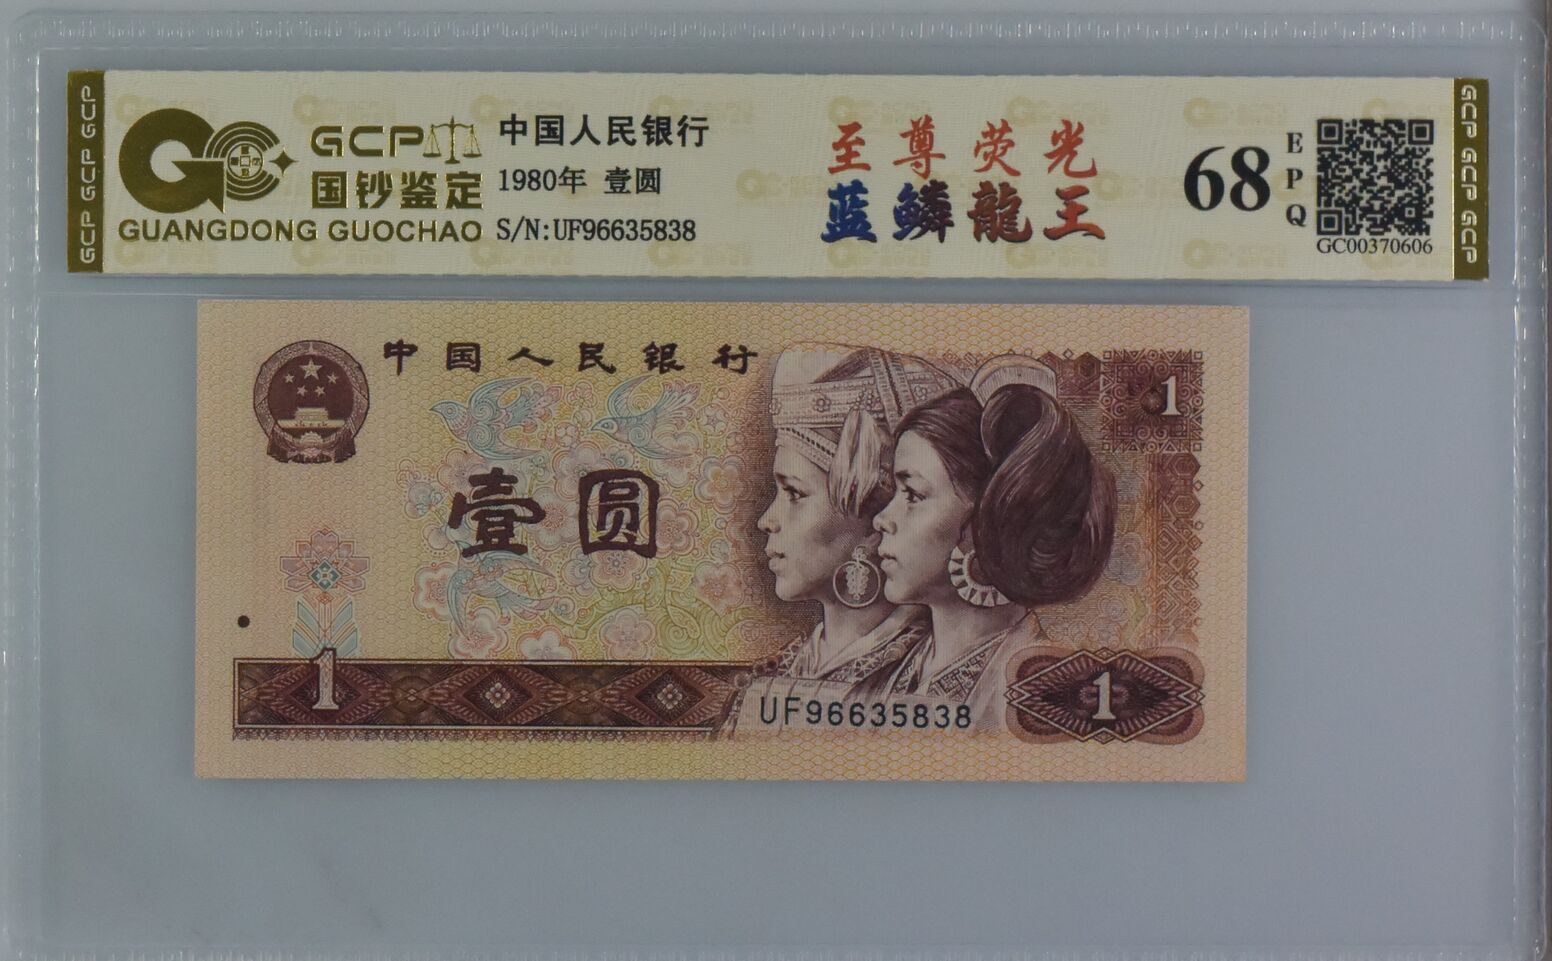 GCP GCP GCP
GCP
国钞鉴定
GUANGDONG GUOCHAO
中国人民银行
1980年 壹圆
S/N:UF96635838
至尊荧光
蓝鳞龍王
68
EPQ
GC00370606
GCP GCP GCP
中国人民银行
1
壹圆
1
UF96635838
1